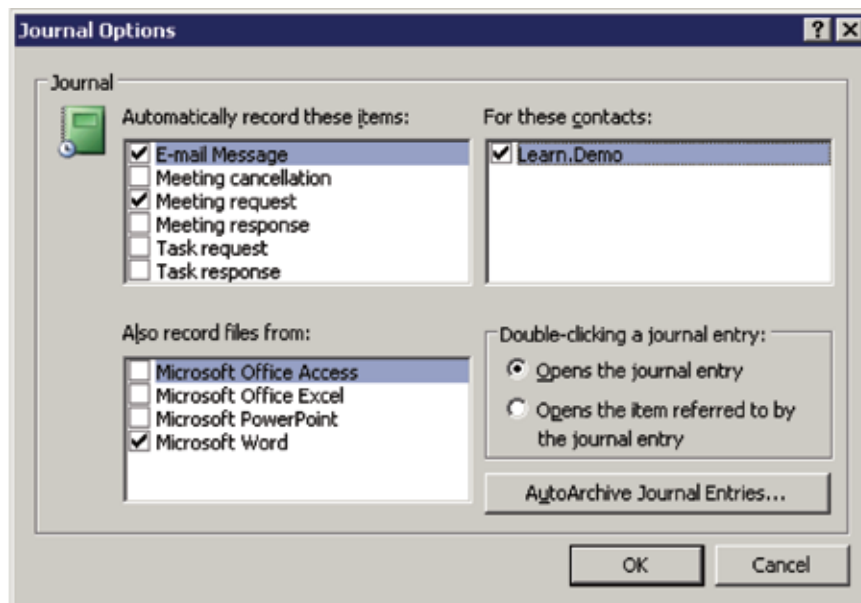 Journal Options
Journal
Automatically record these items:
E-mail Message
Meeting cancellation
Meeting request
Meeting response
Task request
Task response
For these contacts:
Learn.Demo
Also record files from:
Microsoft Office Access
Microsoft Office Excel
Microsoft PowerPoint
Microsoft Word
Double-clicking a journal entry:
Opens the journal entry
Opens the item referred to by
the journal entry
AutoArchive Journal Entries...
OK
Cancel